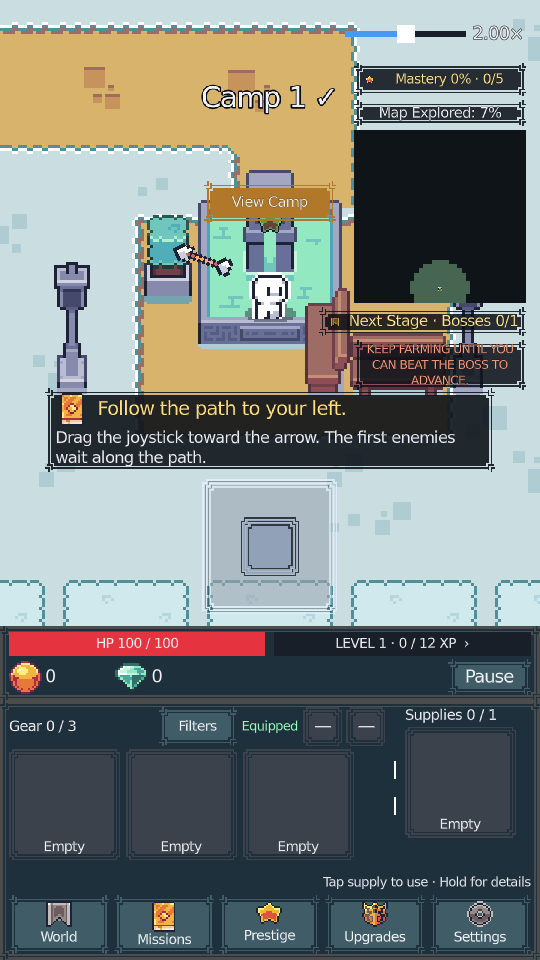 2.00×
Mastery 0% · 0/5
Camp 1 ✓
Map Explored: 7%
View Camp
Next Stage · Bosses 0/1
KEEP FARMING UNTIL YOU
CAN BEAT THE BOSS TO
ADVANCE.
Follow the path to your left.
Drag the joystick toward the arrow. The first enemies
wait along the path.
HP 100 / 100
LEVEL 1 · 0 / 12 XP ›
0
0
Pause
Gear 0 / 3
Filters
Equipped
—
—
Supplies 0 / 1
Empty
Empty
Empty
Empty
Tap supply to use · Hold for details
World
Missions
Prestige
Upgrades
Settings